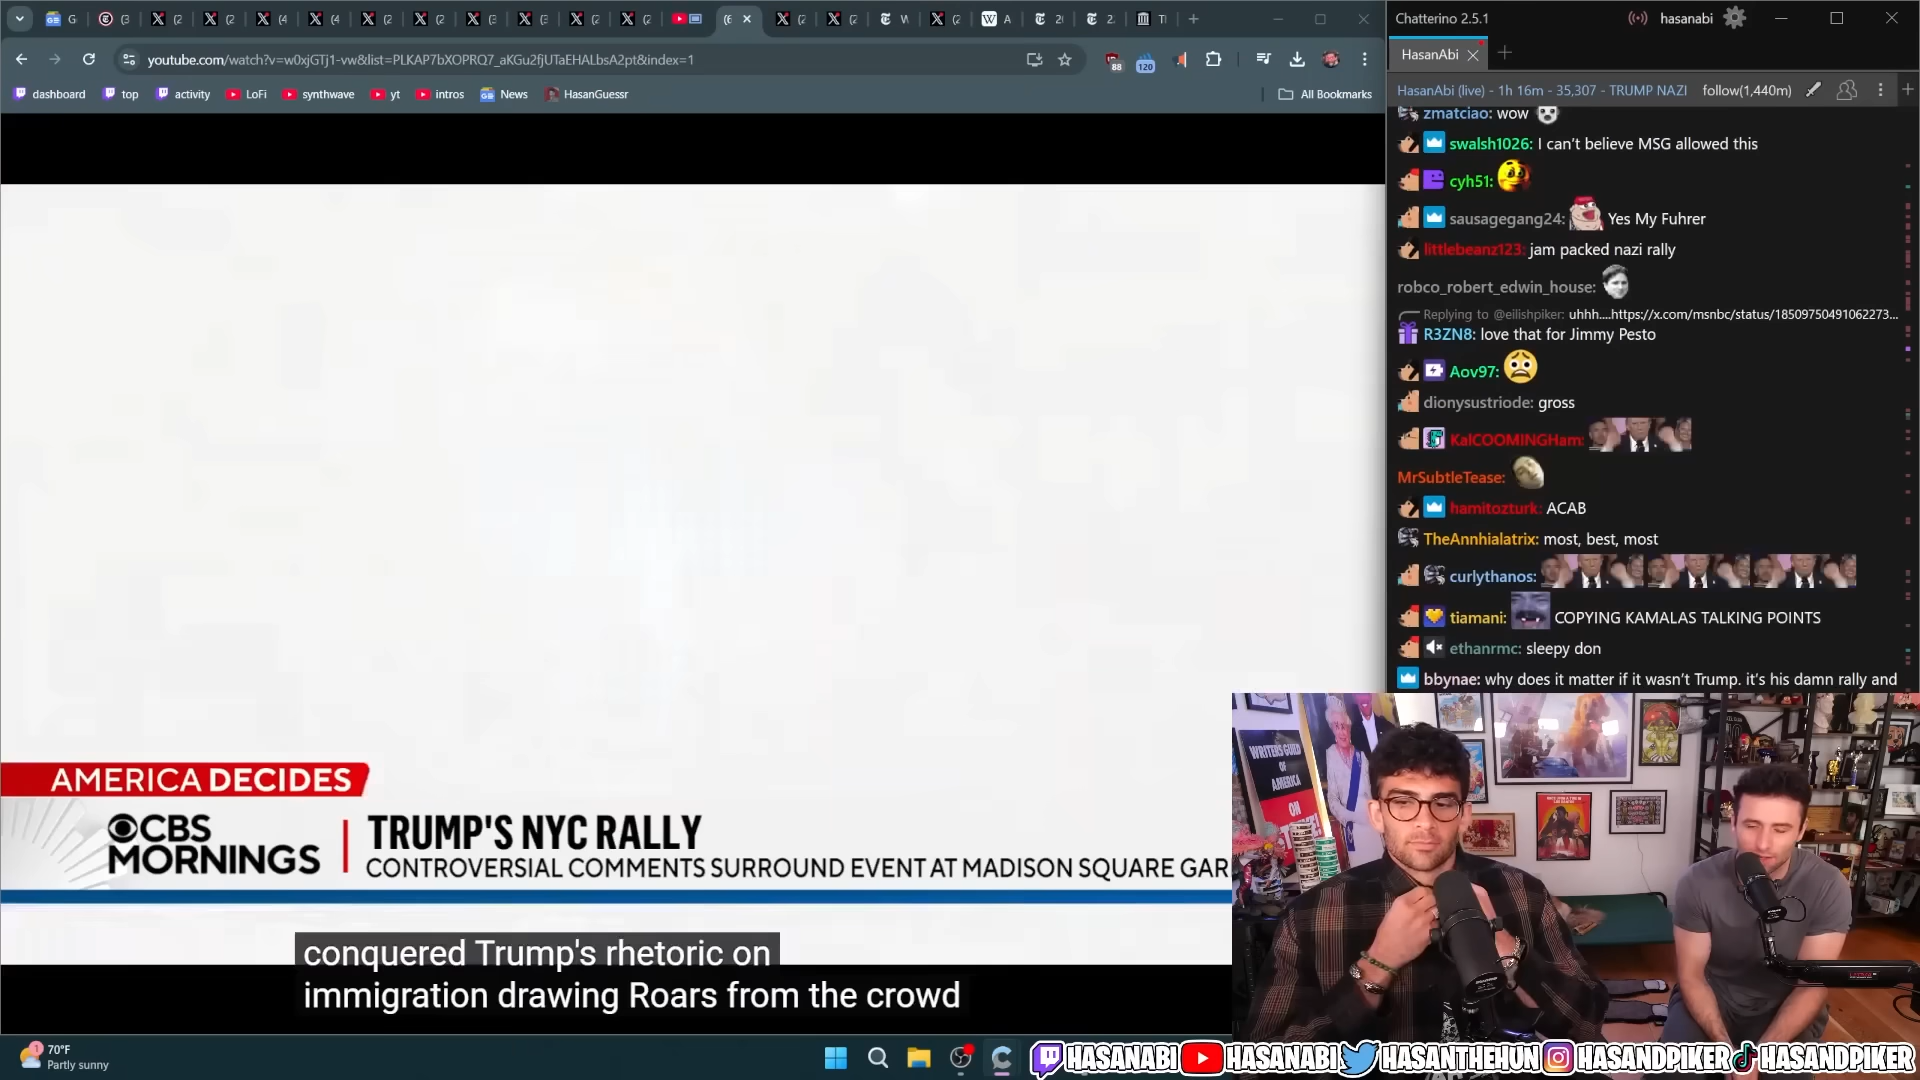 youtube.com/watch?v=w0xjGTj1-vw&list=PLKAP7bXOPRQ7_aKGu2fjUTaEHALbsA2pt&index=1
88
120
dashboard
top
activity
LoFi
synthwave
yt
intros
News
HasanGuessr
All Bookmarks
AMERICA DECIDES
CBS MORNINGS
TRUMP'S NYC RALLY
CONTROVERSIAL COMMENTS SURROUND EVENT AT MADISON SQUARE GAR
conquered Trump's rhetoric on
immigration drawing Roars from the crowd
70°F
Partly sunny
Chatterino 2.5.1
hasanabi
HasanAbi
HasanAbi (live) - 1h 16m - 35,307 - TRUMP NAZI
follow(1,440m)
zmatciao: wow
swalsh1026: I can't believe MSG allowed this
cyh51:
sausagegang24: Yes My Fuhrer
littlebeanz123: jam packed nazi rally
robco_robert_edwin_house:
Replying to @eilishpiker: uhhh....https://x.com/msnbc/status/18509750491062273...
R3ZN8: love that for Jimmy Pesto
Aov97:
dionysustriode: gross
KalCOOMINGHam:
MrSubtleTease:
hamitozturk: ACAB
TheAnnhialatrix: most, best, most
curlythanos:
tiamani: COPYING KAMALAS TALKING POINTS
ethanrmc: sleepy don
bbynae: why does it matter if it wasn't Trump. it's his damn rally and
WRITERS GUILD
OF
AMERICA
ON
HASANABI
HASANABI
HASANTHEHUN
HASANDPIKER
HASANDPIKER